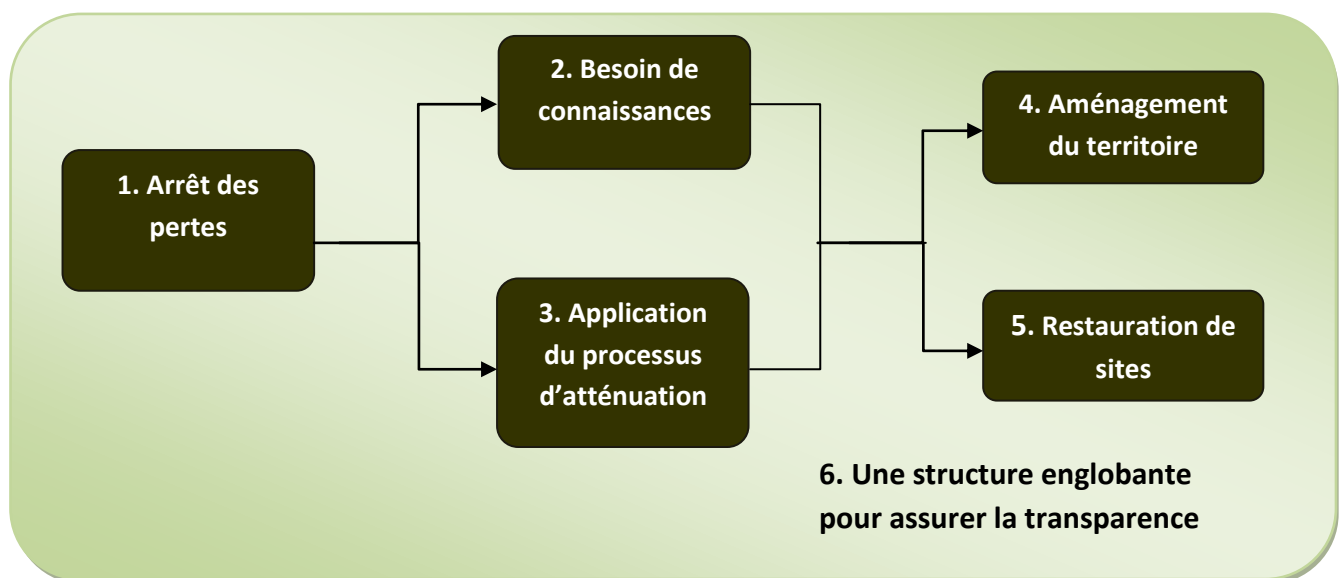 1. Arrêt des
pertes
2. Besoin de
connaissances
3. Application
du processus
d’atténuation
4. Aménagement
du territoire
5. Restauration de
sites
6. Une structure englobante
pour assurer la transparence